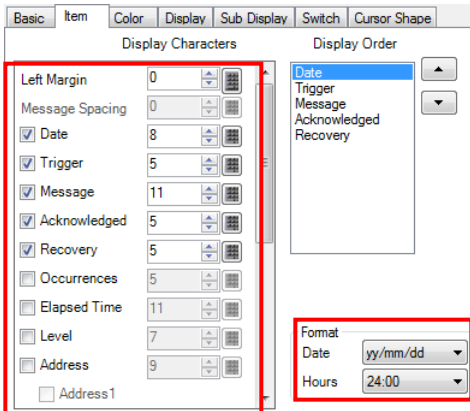 Basic Item Color Display Sub Display Switch Cursor Shape
Display Characters
Display Order
Left Margin 0
Message Spacing 0
Date 8
Trigger 5
Message 11
Acknowledged 5
Recovery 5
Occurrences 5
Elapsed Time 11
Level 7
Address 9
Address1
Date
Trigger
Message
Acknowledged
Recovery
Format
Date yy/mm/dd
Hours 24:00